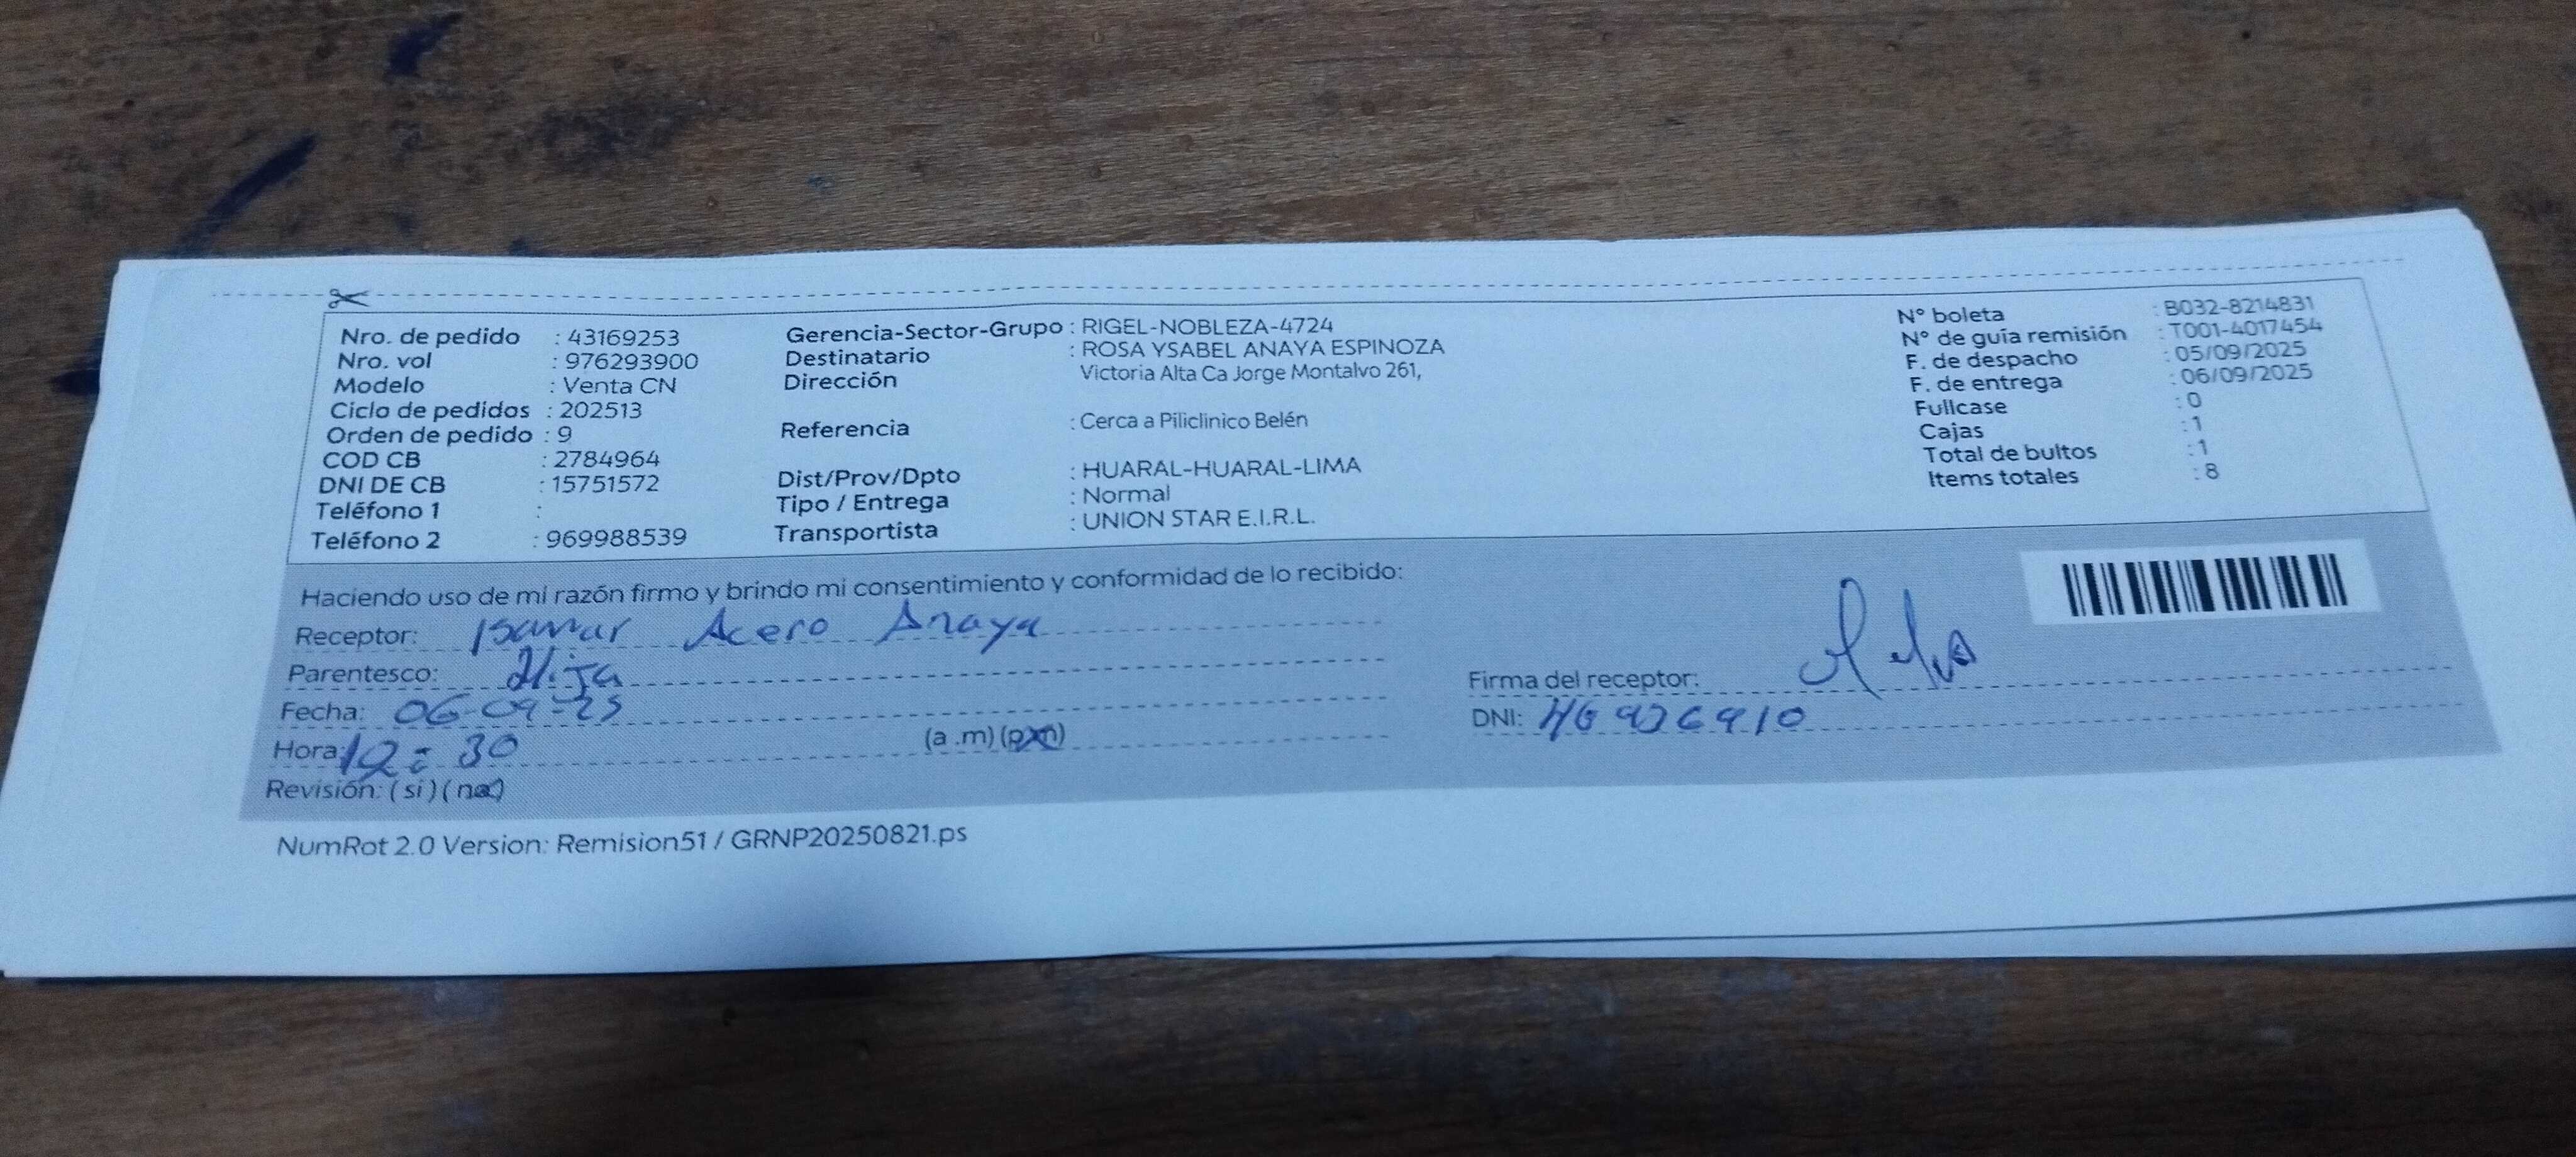 Nro. de pedido : 43169253
Nro. vol : 976293900
Modelo : Venta CN
Ciclo de pedidos : 202513
Orden de pedido : 9
COD CB : 2784964
DNI DE CB : 15751572
Teléfono 1 :
Teléfono 2 : 969988539
Gerencia-Sector-Grupo : RIGEL-NOBLEZA-4724
Destinatario : ROSA YSABEL ANAYA ESPINOZA
Dirección Victoria Alta Ca Jorge Montalvo 261,
Referencia : Cerca a Piliclinico Belén
Dist/Prov/Dpto : HUARAL-HUARAL-LIMA
Tipo / Entrega : Normal
Transportista : UNION STAR E.I.R.L.
N° boleta : B032-8214831
N° de guía remisión : T001-4017454
F. de despacho : 05/09/2025
F. de entrega : 06/09/2025
Fullcase : 0
Cajas : 1
Total de bultos : 1
Items totales : 8
Haciendo uso de mi razón firmo y brindo mi consentimiento y conformidad de lo recibido:
Receptor: Isamar Acero Anaya
Parentesco: Hija
Fecha: 06-09-25
Hora: 12:30 (a .m) (p.m)
Revisión: (si) (no)
Firma del receptor:
DNI:
NumRot 2.0 Version: Remision51 / GRNP20250821.ps